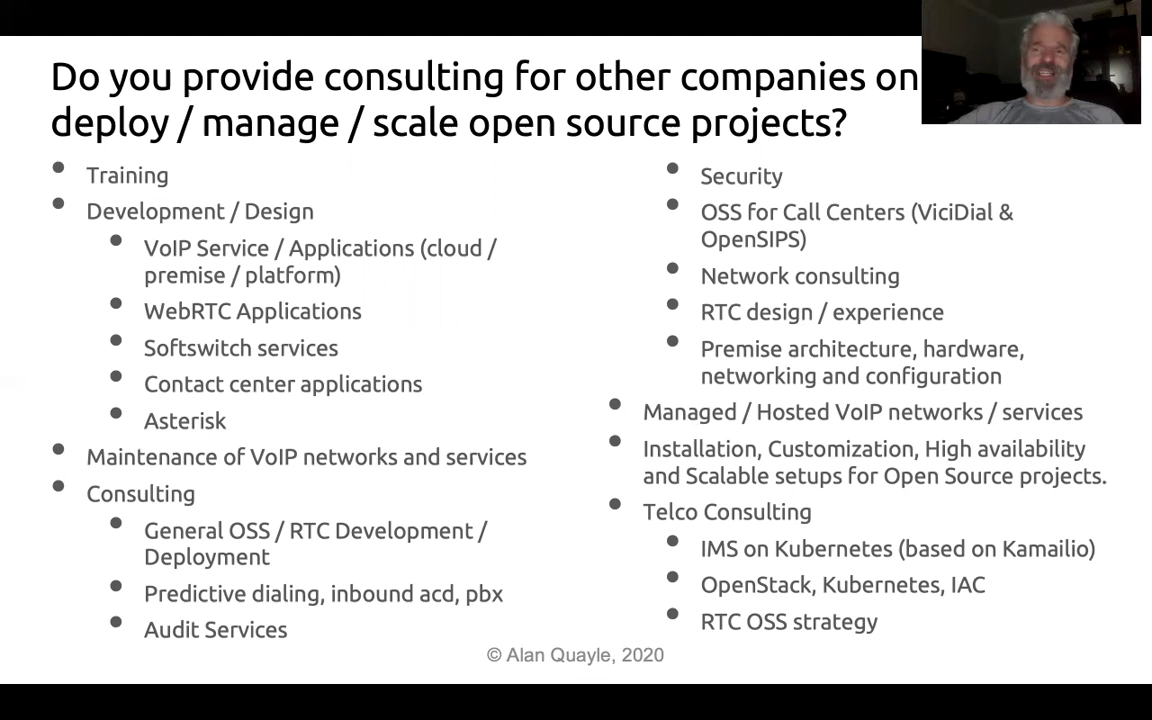 Do you provide consulting for other companies on
deploy / manage / scale open source projects?
• Training
• Development / Design
• VoIP Service / Applications (cloud /
premise / platform)
• WebRTC Applications
• Softswitch services
• Contact center applications
• Asterisk
• Maintenance of VoIP networks and services
• Consulting
• General OSS / RTC Development /
Deployment
• Predictive dialing, inbound acd, pbx
• Audit Services
• Security
• OSS for Call Centers (ViciDial &
OpenSIPS)
• Network consulting
• RTC design / experience
• Premise architecture, hardware,
networking and configuration
• Managed / Hosted VoIP networks / services
• Installation, Customization, High availability
and Scalable setups for Open Source projects.
• Telco Consulting
• IMS on Kubernetes (based on Kamailio)
• OpenStack, Kubernetes, IAC
• RTC OSS strategy
© Alan Quayle, 2020